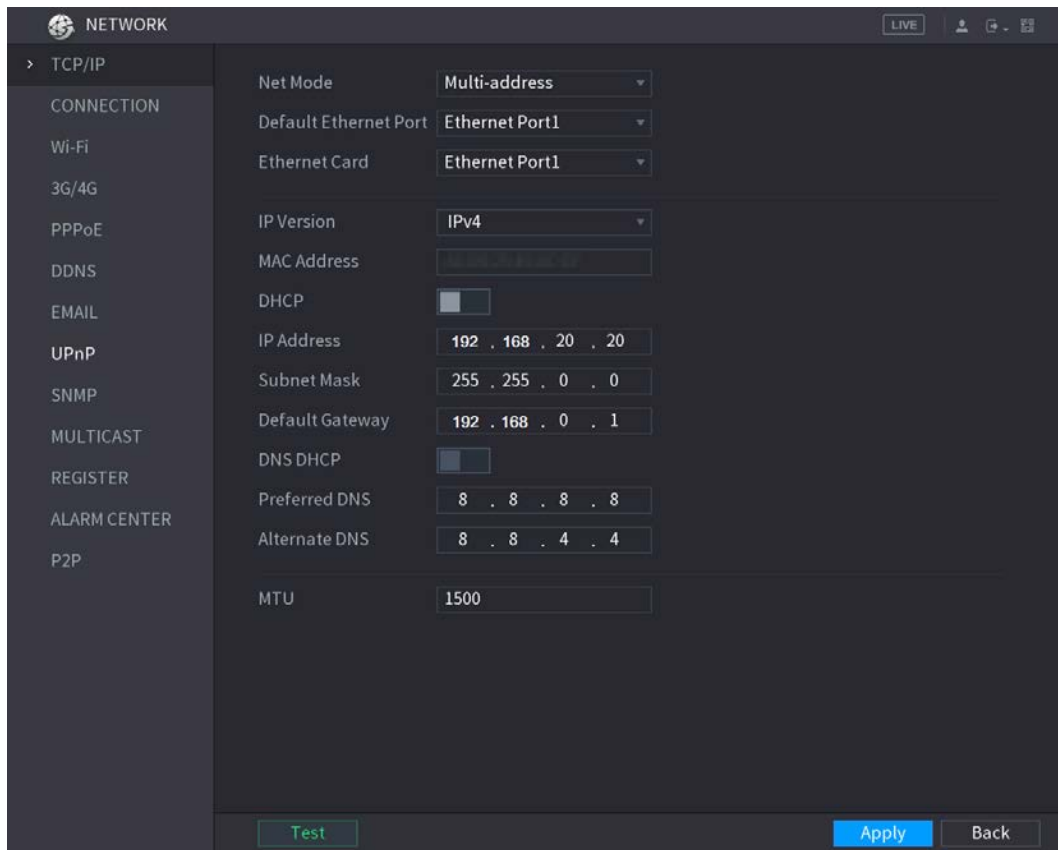 NETWORK
LIVE
TCP/IP
CONNECTION
Wi-Fi
3G/4G
PPPoE
DDNS
EMAIL
UPnP
SNMP
MULTICAST
REGISTER
ALARM CENTER
P2P
Net Mode Multi-address
Default Ethernet Port Ethernet Port1
Ethernet Card Ethernet Port1
IP Version IPv4
MAC Address
DHCP
IP Address 192 . 168 . 20 . 20
Subnet Mask 255 . 255 . 0 . 0
Default Gateway 192 . 168 . 0 . 1
DNS DHCP
Preferred DNS 8 . 8 . 8 . 8
Alternate DNS 8 . 8 . 4 . 4
MTU 1500
Test Apply Back